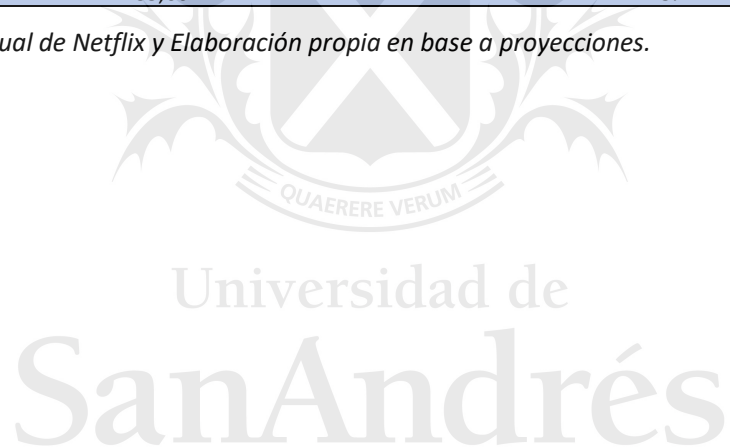 ual de Netflix y Elaboración propia en base a proyecciones.
QUAERERE VERUM
Universidad de
SanAndrés